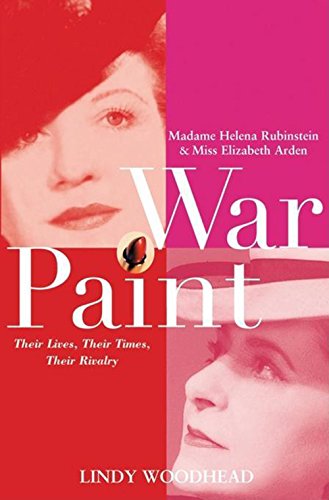 Madame Helena Rubinstein
& Miss Elizabeth Arden
War
Paint
Their Lives, Their Times,
Their Rivalry
LINDY WOODHEAD